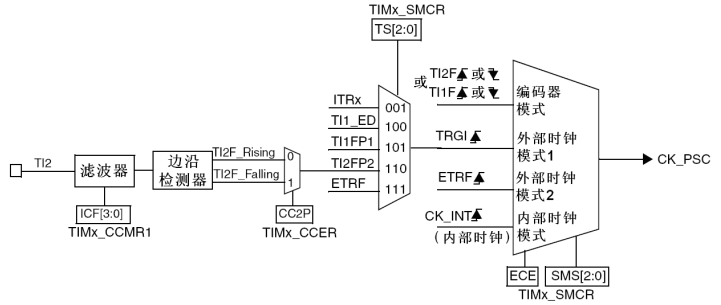 TIMx_SMCR
TS[2:0]
TI2F 或
或 TI1F 或
编码器
模式
ITRx
001
TI1_ED
100
TI1FP1
101
TRGI
外部时钟
模式1
CK_PSC
TI2
滤波器
边沿
检测器
TI2F_Rising
0
TI2F_Falling
1
TI2FP2
110
ETRF
111
ETRF
外部时钟
模式2
ICF[3:0]
TIMx_CCMR1
CC2P
TIMx_CCER
CK_INT
(内部时钟)
内部时钟
模式
ECE
SMS[2:0]
TIMx_SMCR